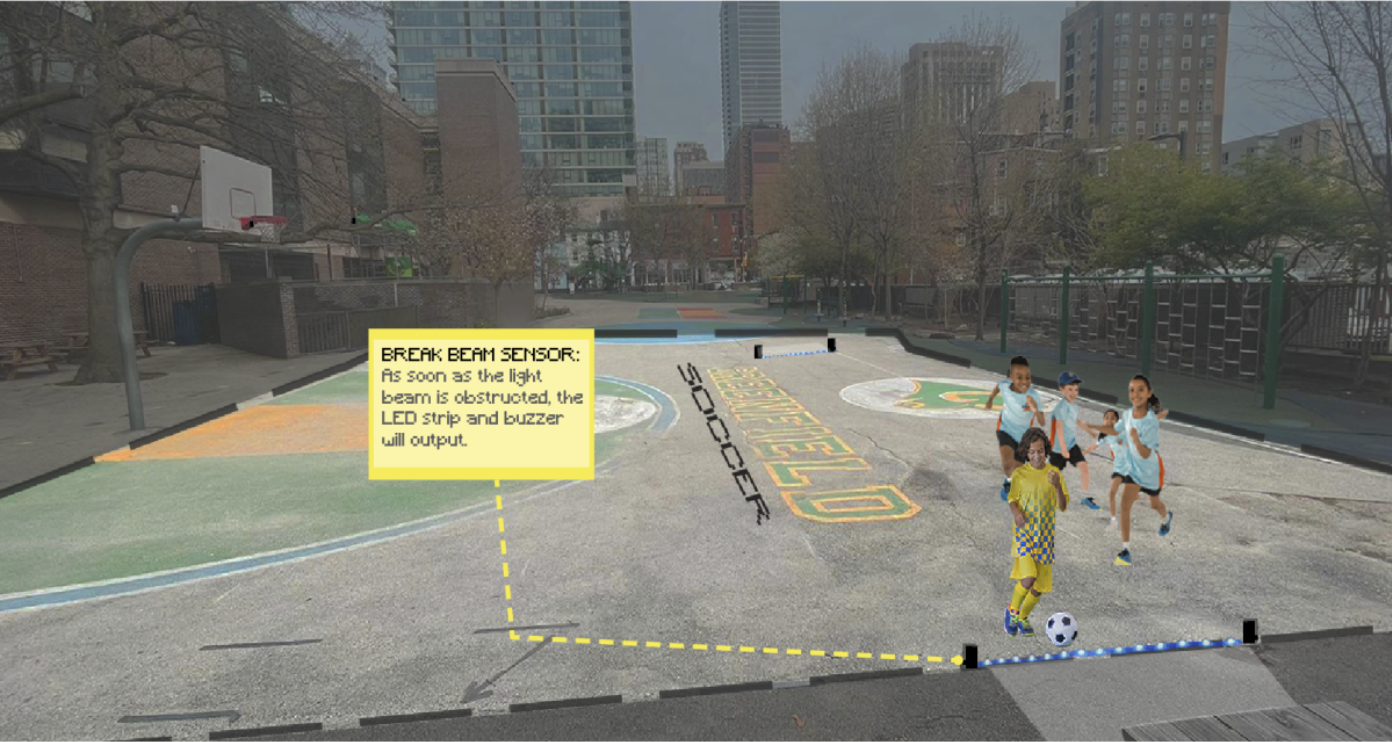 BREAK BEAM SENSOR:
As soon as the light
beam is obstructed, the
LED strip and buzzer
will output.
SOCCER
GREENFIELD